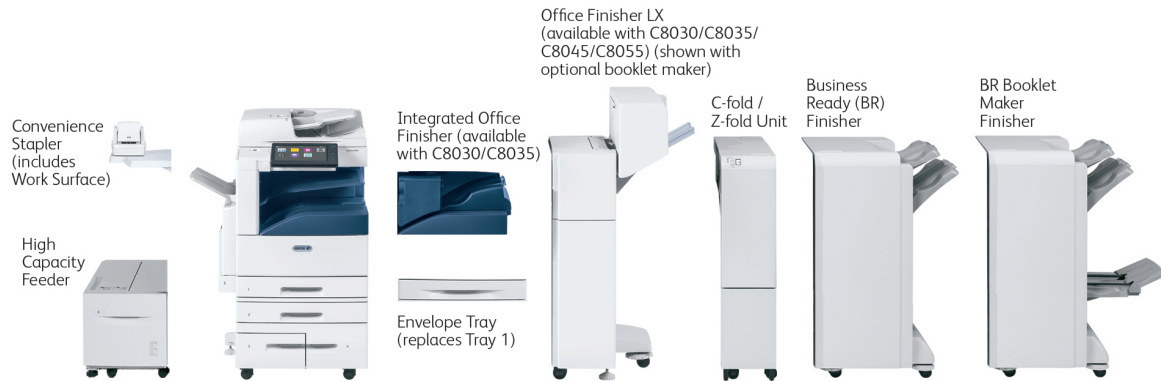 Convenience
Stapler
(includes
Work Surface)
High
Capacity
Feeder
xerox
Integrated Office
Finisher (available
with C8030/C8035)
Envelope Tray
(replaces Tray 1)
Office Finisher LX
(available with C8030/C8035/
C8045/C8055) (shown with
optional booklet maker)
C-fold /
Z-fold Unit
Business
Ready (BR)
Finisher
BR Booklet
Maker
Finisher